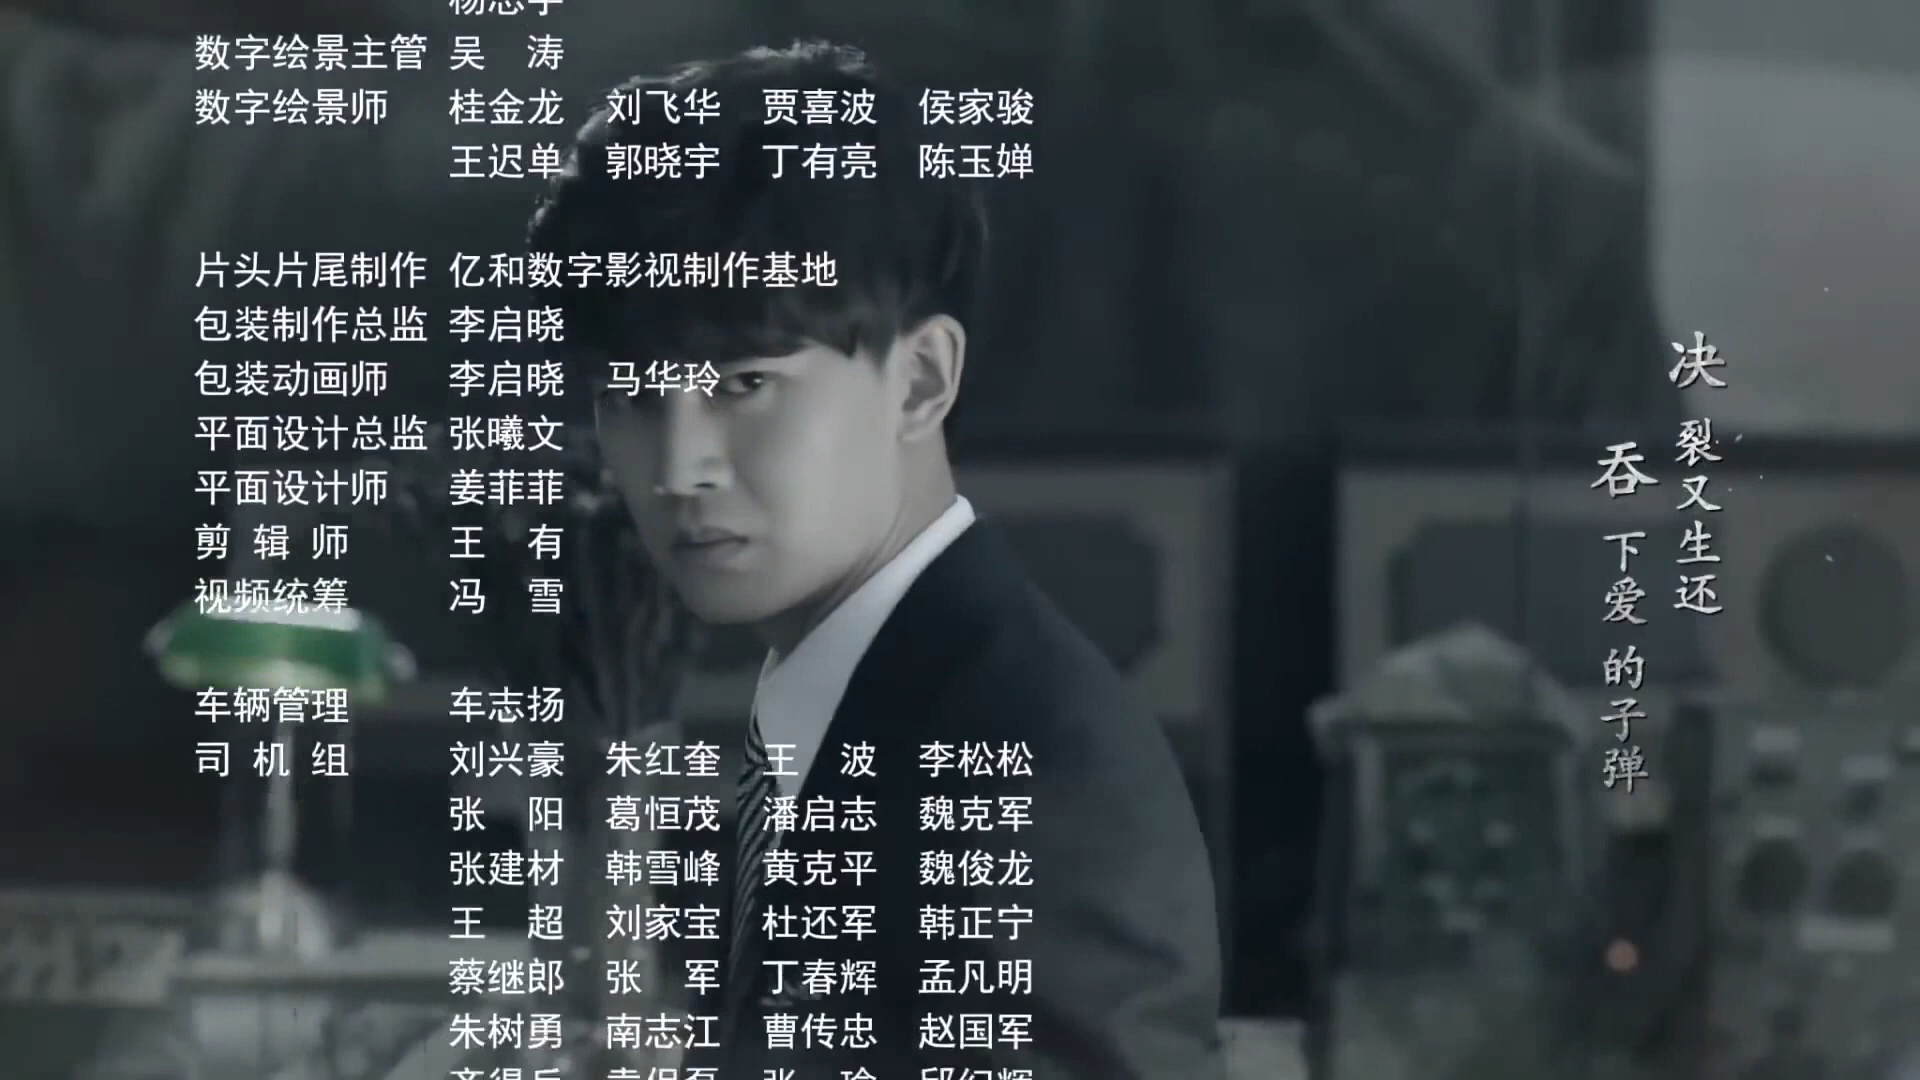 数字绘景主管 吴 涛
数字绘景师 桂金龙 刘飞华 贾喜波 侯家骏
王迟单 郭晓宇 丁有亮 陈玉婵
片头片尾制作 亿和数字影视制作基地
包装制作总监 李启晓
包装动画师 李启晓 马华玲
平面设计总监 张曦文
平面设计师 姜菲菲
剪 辑 师 王 有
视频统筹 冯 雪
车辆管理 车志扬
司 机 组 刘兴豪 朱红奎 王 波 李松松
张 阳 葛恒茂 潘启志 魏克军
张建材 韩雪峰 黄克平 魏俊龙
王 超 刘家宝 杜还军 韩正宁
蔡继郎 张 军 丁春辉 孟凡明
朱树勇 南志江 曹传忠 赵国军
决裂又生还
吞下爱的子弹